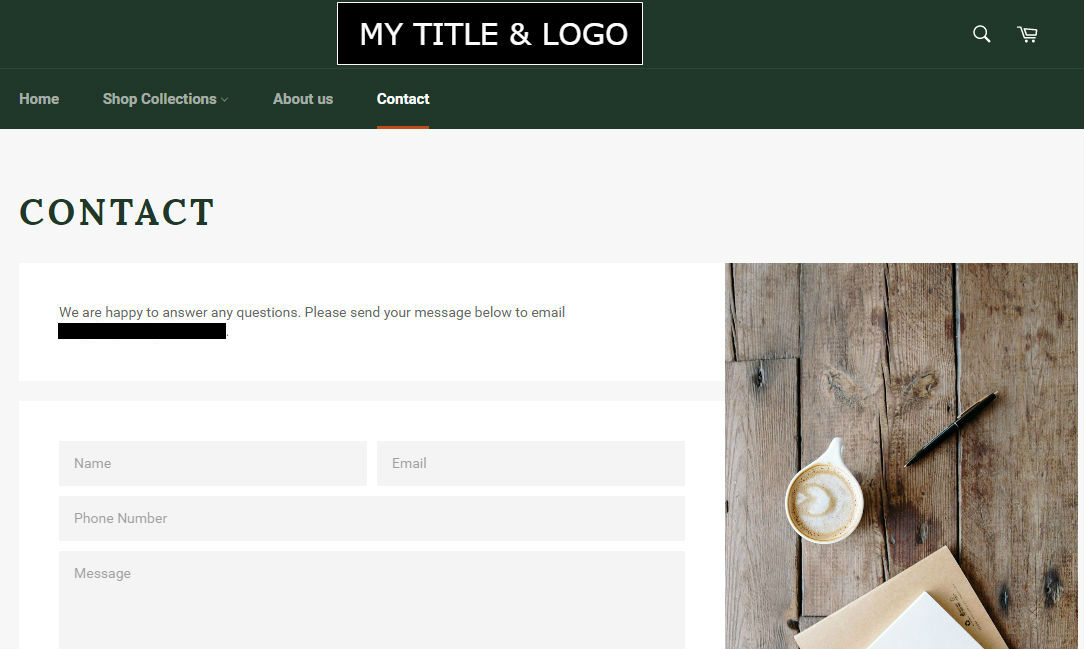 MY TITLE & LOGO
Home Shop Collections About us Contact
CONTACT
We are happy to answer any questions. Please send your message below to email
.
Name Email
Phone Number
Message